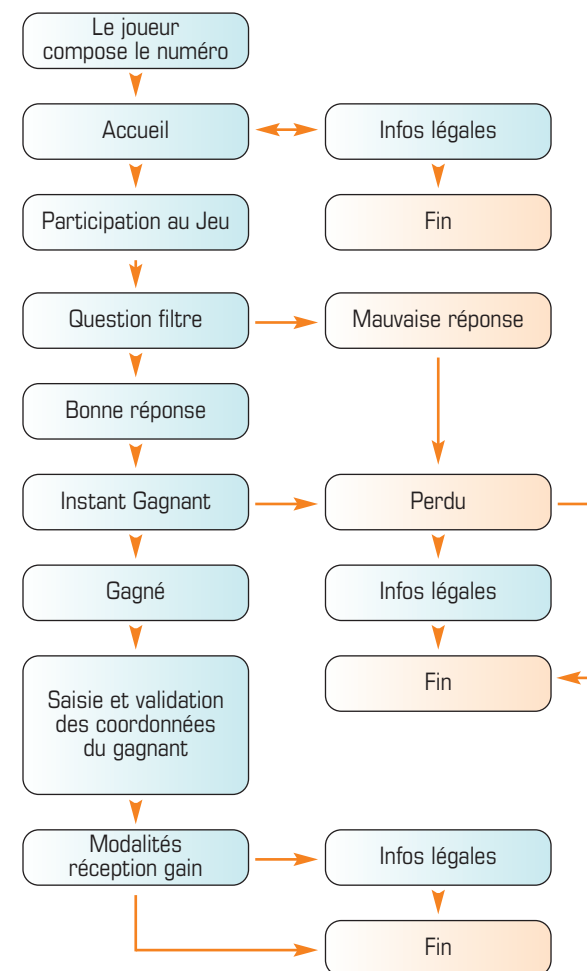 Le joueur
compose le numéro
Accueil
Infos légales
Participation au Jeu
Fin
Question filtre
Mauvaise réponse
Bonne réponse
Instant Gagnant
Perdu
Gagné
Infos légales
Saisie et validation
des coordonnées
du gagnant
Fin
Modalités
réception gain
Infos légales
Fin